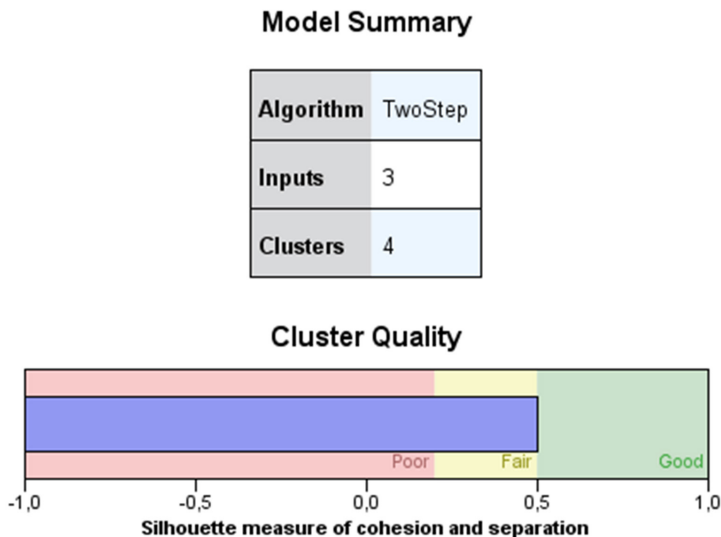 Model Summary
Algorithm TwoStep
Inputs 3
Clusters 4
Cluster Quality
Poor Fair Good
-1,0 -0,5 0,0 0,5 1,0
Silhouette measure of cohesion and separation